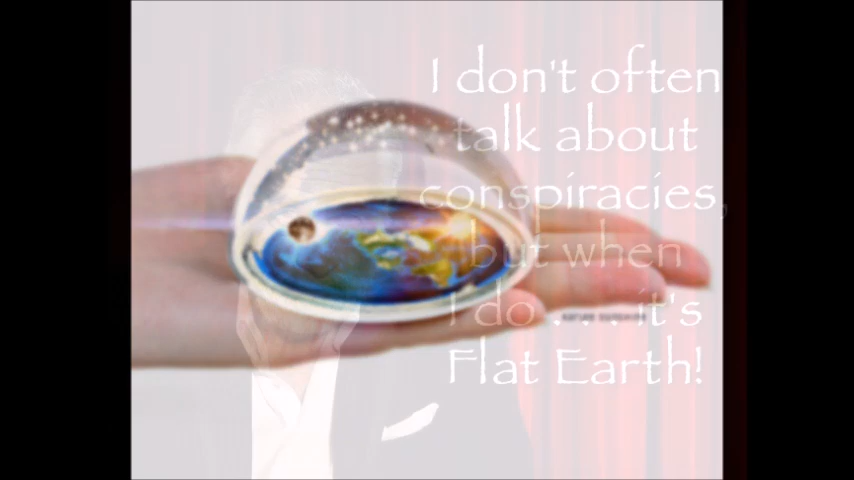 I don't often
talk about
conspiracies,
but when
I do . . . it's
Flat Earth!